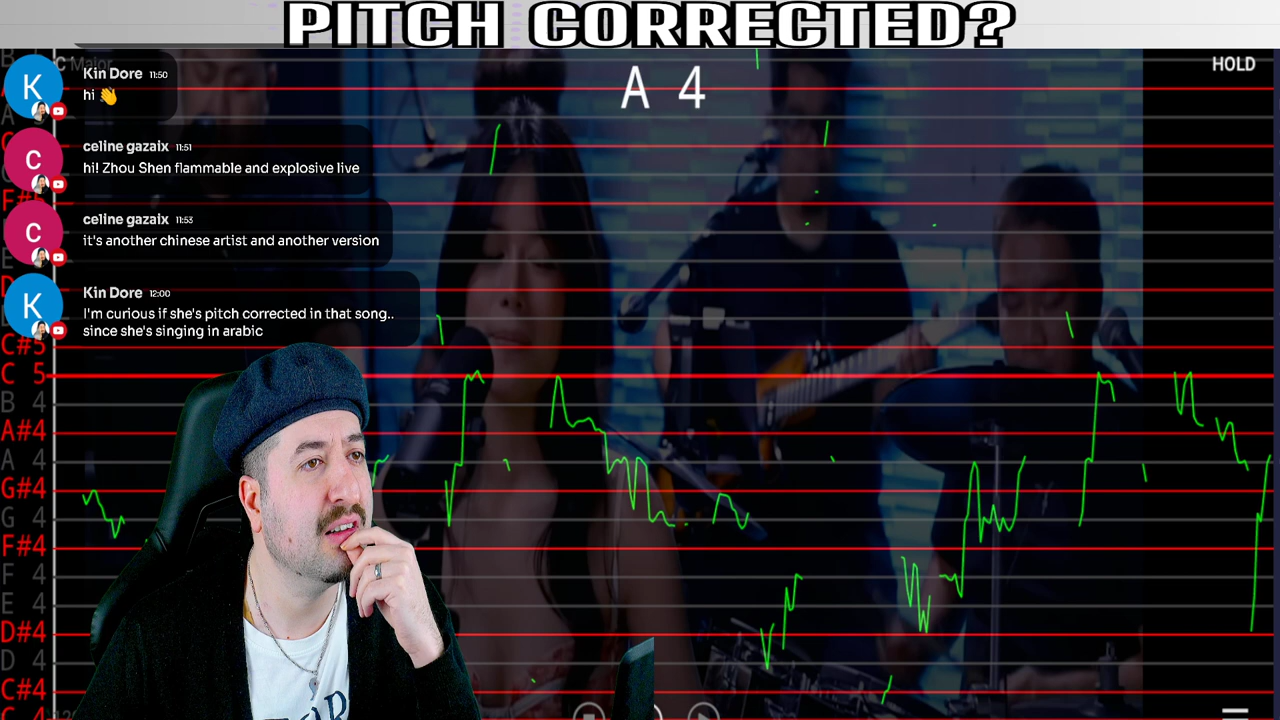 PITCH CORRECTED?
C Major
HOLD
A 4
K
Kin Dore 11:50
hi 👋
C
celine gazaix 11:51
hi! Zhou Shen flammable and explosive live
C
celine gazaix 11:53
it's another chinese artist and another version
K
Kin Dore 12:00
I'm curious if she's pitch corrected in that song..
since she's singing in arabic
C#5
C 5
B 4
A#4
A 4
G#4
G 4
F#4
F 4
E 4
D#4
D 4
C#4